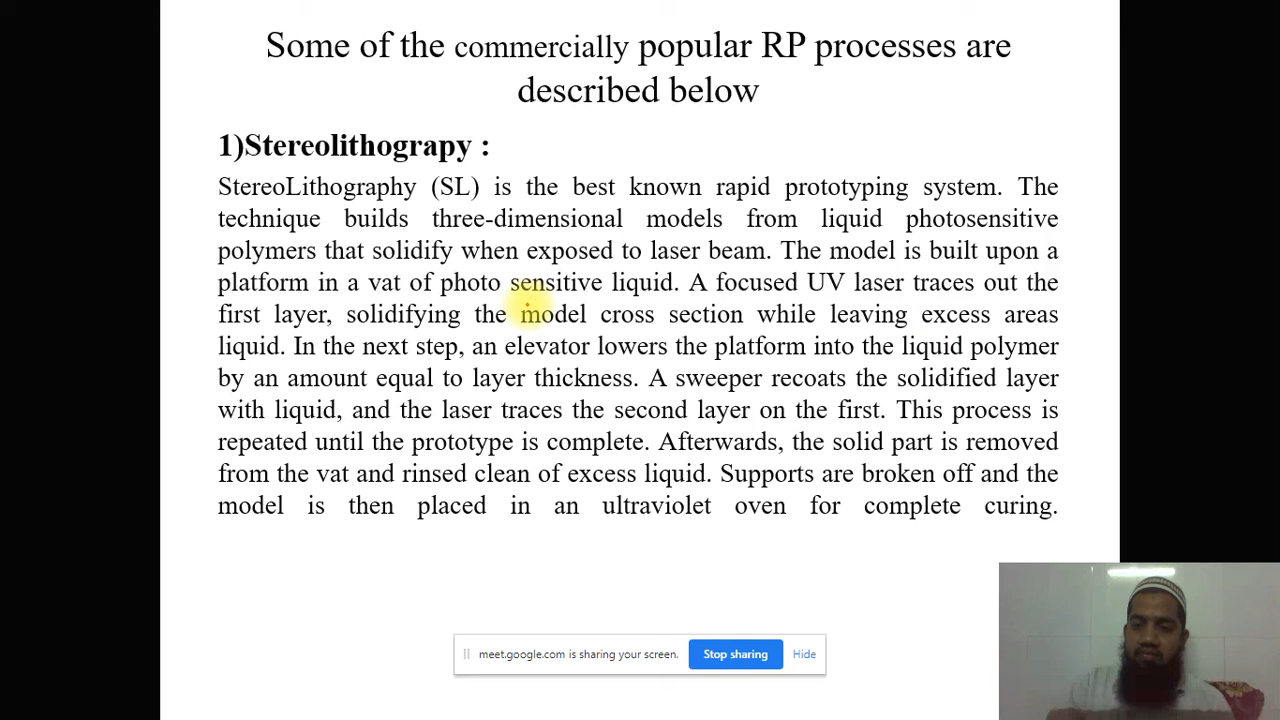 Some of the commercially popular RP processes are
described below
1)Stereolithograpy :
StereoLithography (SL) is the best known rapid prototyping system. The
technique builds three-dimensional models from liquid photosensitive
polymers that solidify when exposed to laser beam. The model is built upon a
platform in a vat of photo sensitive liquid. A focused UV laser traces out the
first layer, solidifying the model cross section while leaving excess areas
liquid. In the next step, an elevator lowers the platform into the liquid polymer
by an amount equal to layer thickness. A sweeper recoats the solidified layer
with liquid, and the laser traces the second layer on the first. This process is
repeated until the prototype is complete. Afterwards, the solid part is removed
from the vat and rinsed clean of excess liquid. Supports are broken off and the
model is then placed in an ultraviolet oven for complete curing.
meet.google.com is sharing your screen. Stop sharing Hide